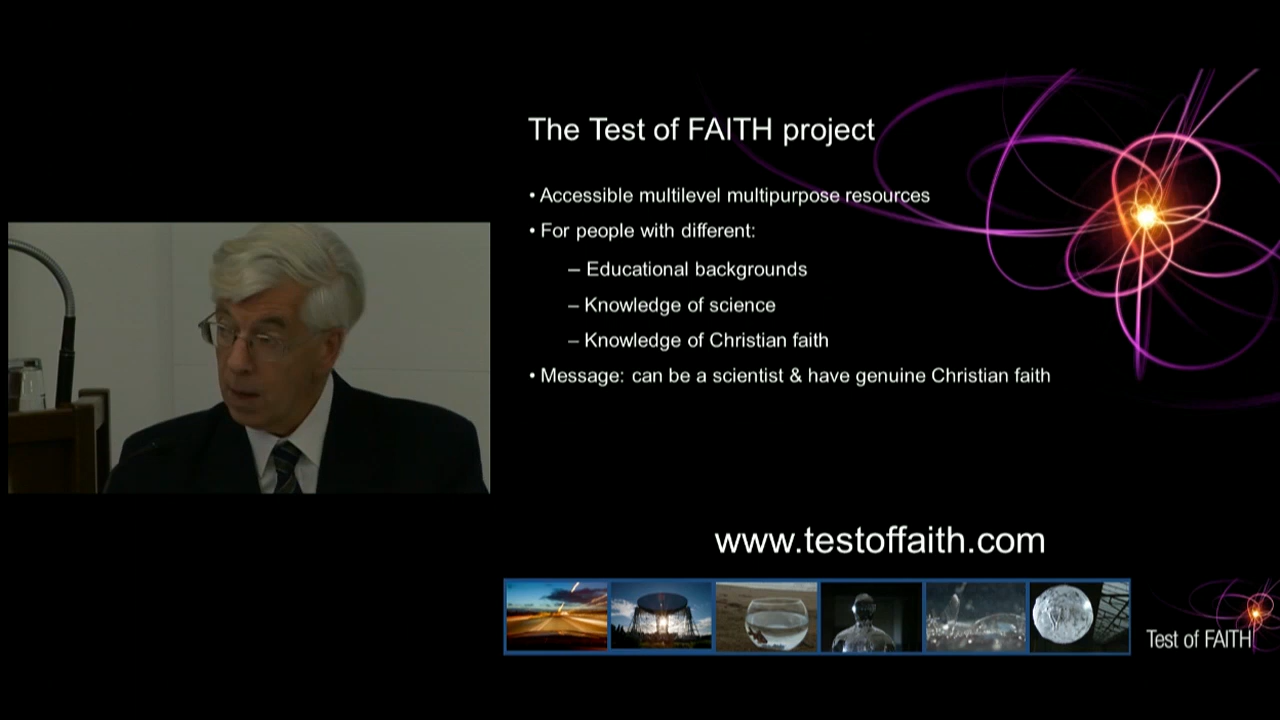 The Test of FAITH project
• Accessible multilevel multipurpose resources
• For people with different:
– Educational backgrounds
– Knowledge of science
– Knowledge of Christian faith
• Message: can be a scientist & have genuine Christian faith
www.testoffaith.com
Test of FAITH